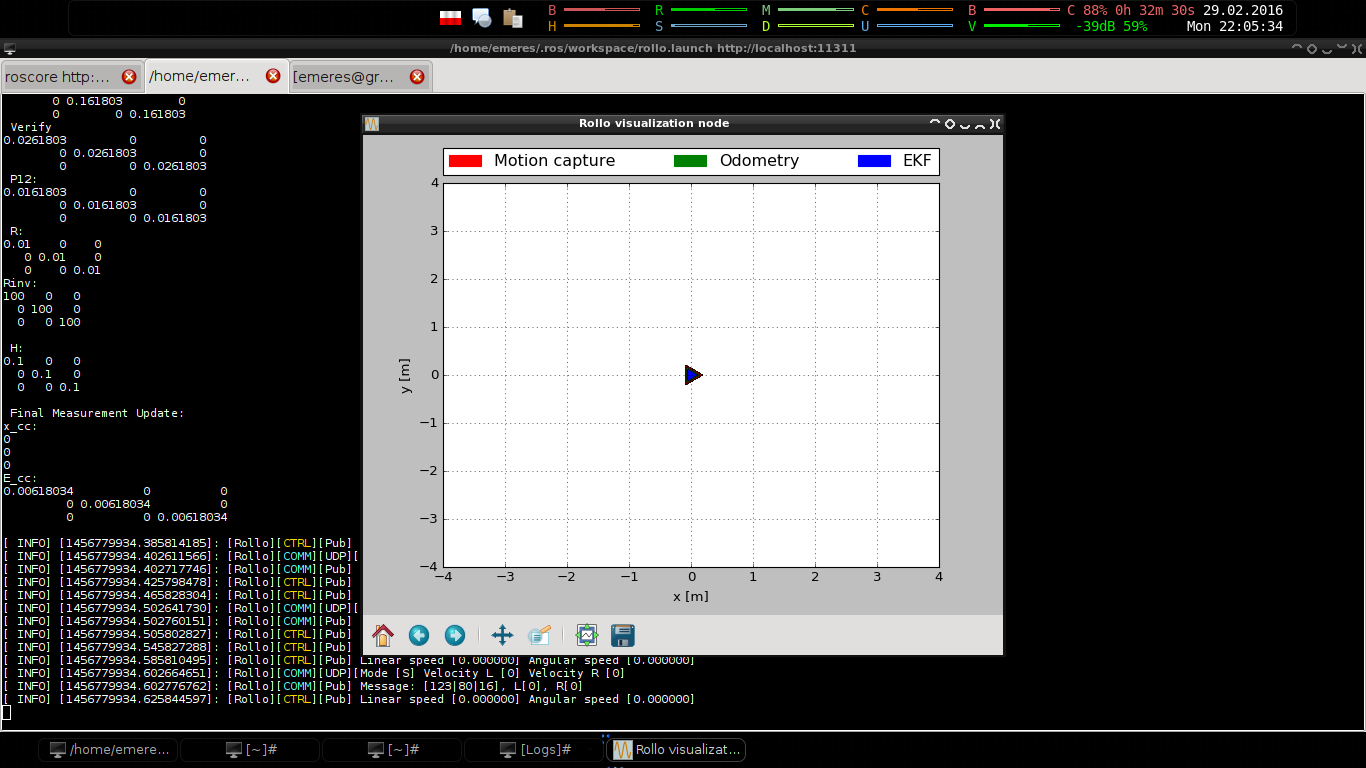 B R M C B C 88% 0h 32m 30s 29.02.2016
H S D U V -39dB 59% Mon 22:05:34
/home/emeres/.ros/workspace/rollo.launch http://localhost:11311
roscore http:... /home/emer... [emeres@gr...
0 0.161803 0
0 0 0.161803
Verify
0.0261803 0 0
0 0.0261803 0
0 0 0.0261803
P12:
0.0161803 0 0
0 0.0161803 0
0 0 0.0161803
R:
0.01 0 0
0 0.01 0
0 0 0.01
Rinv:
100 0 0
0 100 0
0 0 100
H:
0.1 0 0
0 0.1 0
0 0 0.1
Final Measurement Update:
x_cc:
0
0
0
E_cc:
0.00618034 0 0
0 0.00618034 0
0 0 0.00618034
[ INFO] [1456779934.385814185]: [Rollo][CTRL][Pub]
[ INFO] [1456779934.402611566]: [Rollo][COMM][UDP][
[ INFO] [1456779934.402717746]: [Rollo][COMM][Pub]
[ INFO] [1456779934.425798478]: [Rollo][CTRL][Pub]
[ INFO] [1456779934.465828304]: [Rollo][CTRL][Pub]
[ INFO] [1456779934.502641730]: [Rollo][COMM][UDP][
[ INFO] [1456779934.502760151]: [Rollo][COMM][Pub]
[ INFO] [1456779934.505802827]: [Rollo][CTRL][Pub]
[ INFO] [1456779934.545827288]: [Rollo][CTRL][Pub]
[ INFO] [1456779934.585810495]: [Rollo][CTRL][Pub] Linear speed [0.000000] Angular speed [0.000000]
[ INFO] [1456779934.602664651]: [Rollo][COMM][UDP][Mode [S] Velocity L [0] Velocity R [0]
[ INFO] [1456779934.602776762]: [Rollo][COMM][Pub] Message: [123|80|16], L[0], R[0]
[ INFO] [1456779934.625844597]: [Rollo][CTRL][Pub] Linear speed [0.000000] Angular speed [0.000000]
Rollo visualization node
Motion capture Odometry EKF
4
3
2
1
0
−1
−2
−3
−4
y [m]
−4 −3 −2 −1 0 1 2 3 4
x [m]
/home/emere... [~]# [~]# [Logs]# Rollo visualizat...